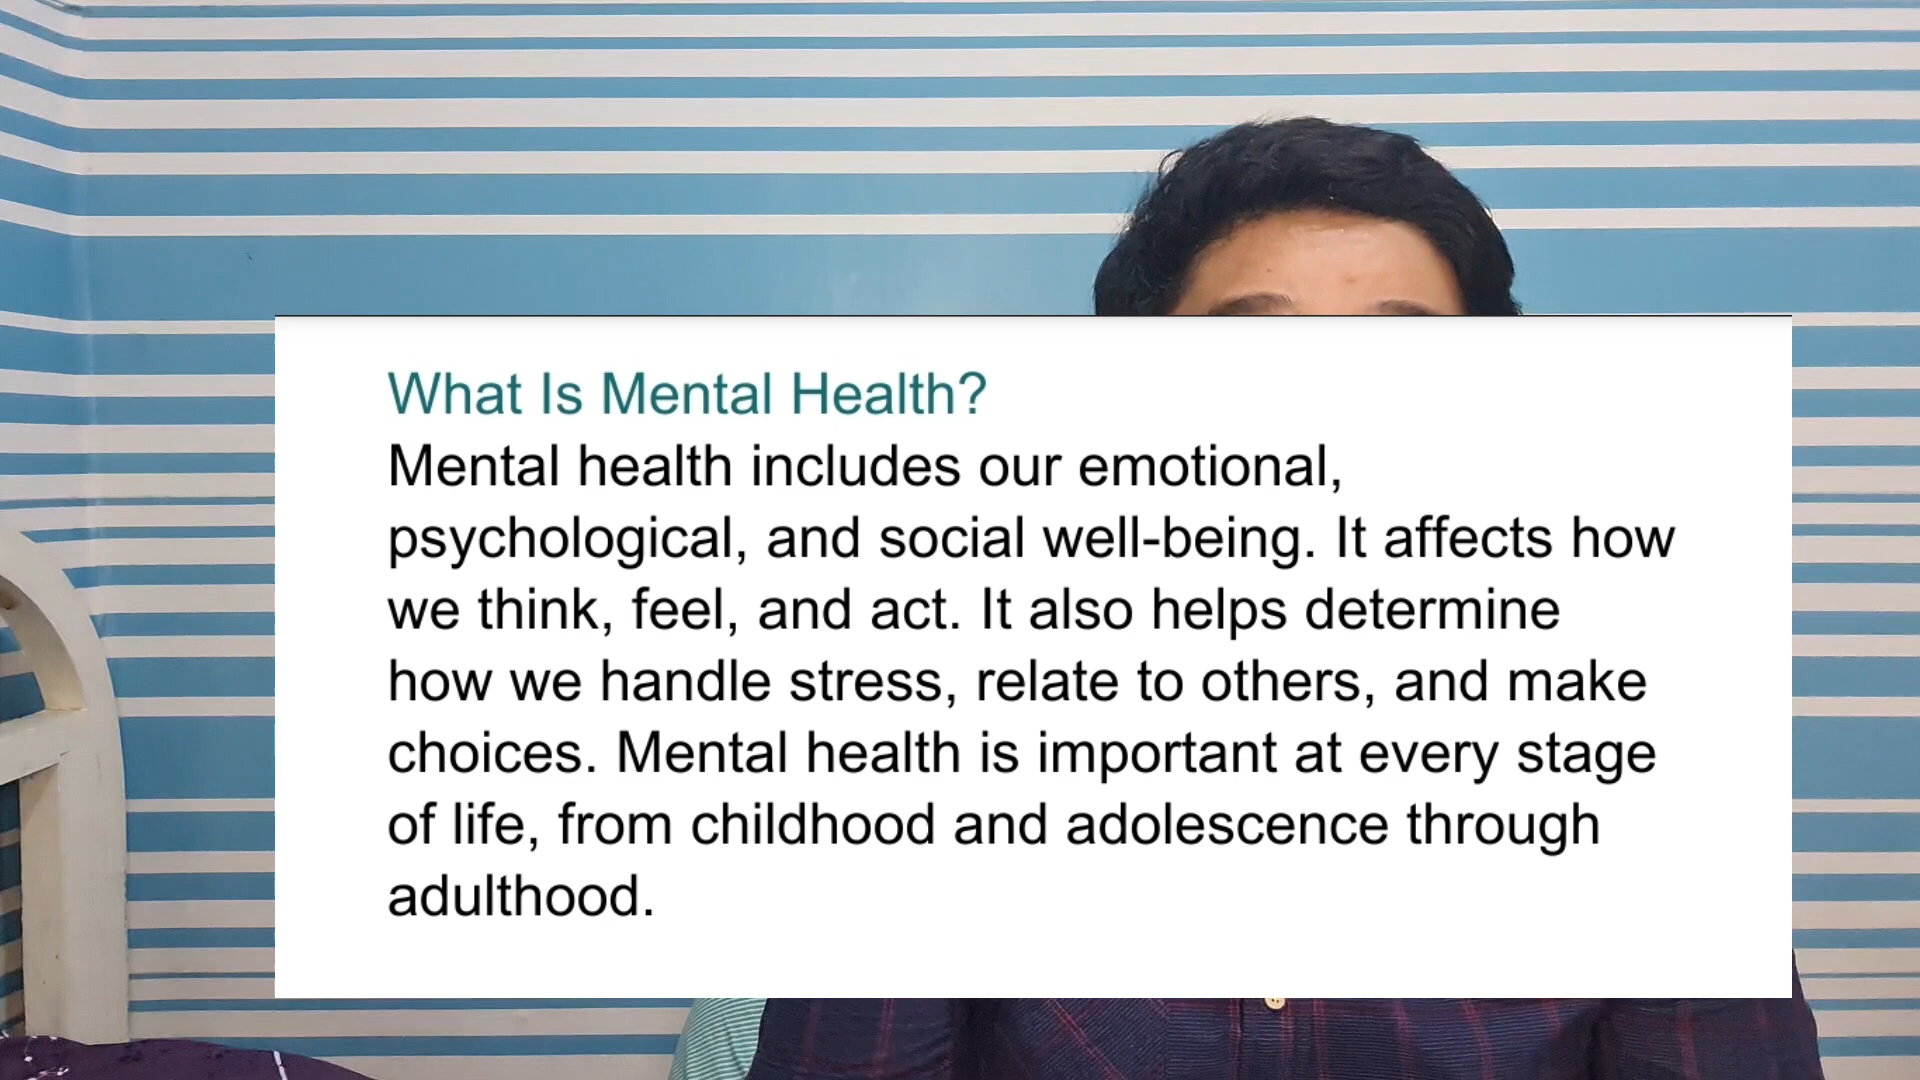 What Is Mental Health?
Mental health includes our emotional,
psychological, and social well-being. It affects how
we think, feel, and act. It also helps determine
how we handle stress, relate to others, and make
choices. Mental health is important at every stage
of life, from childhood and adolescence through
adulthood.